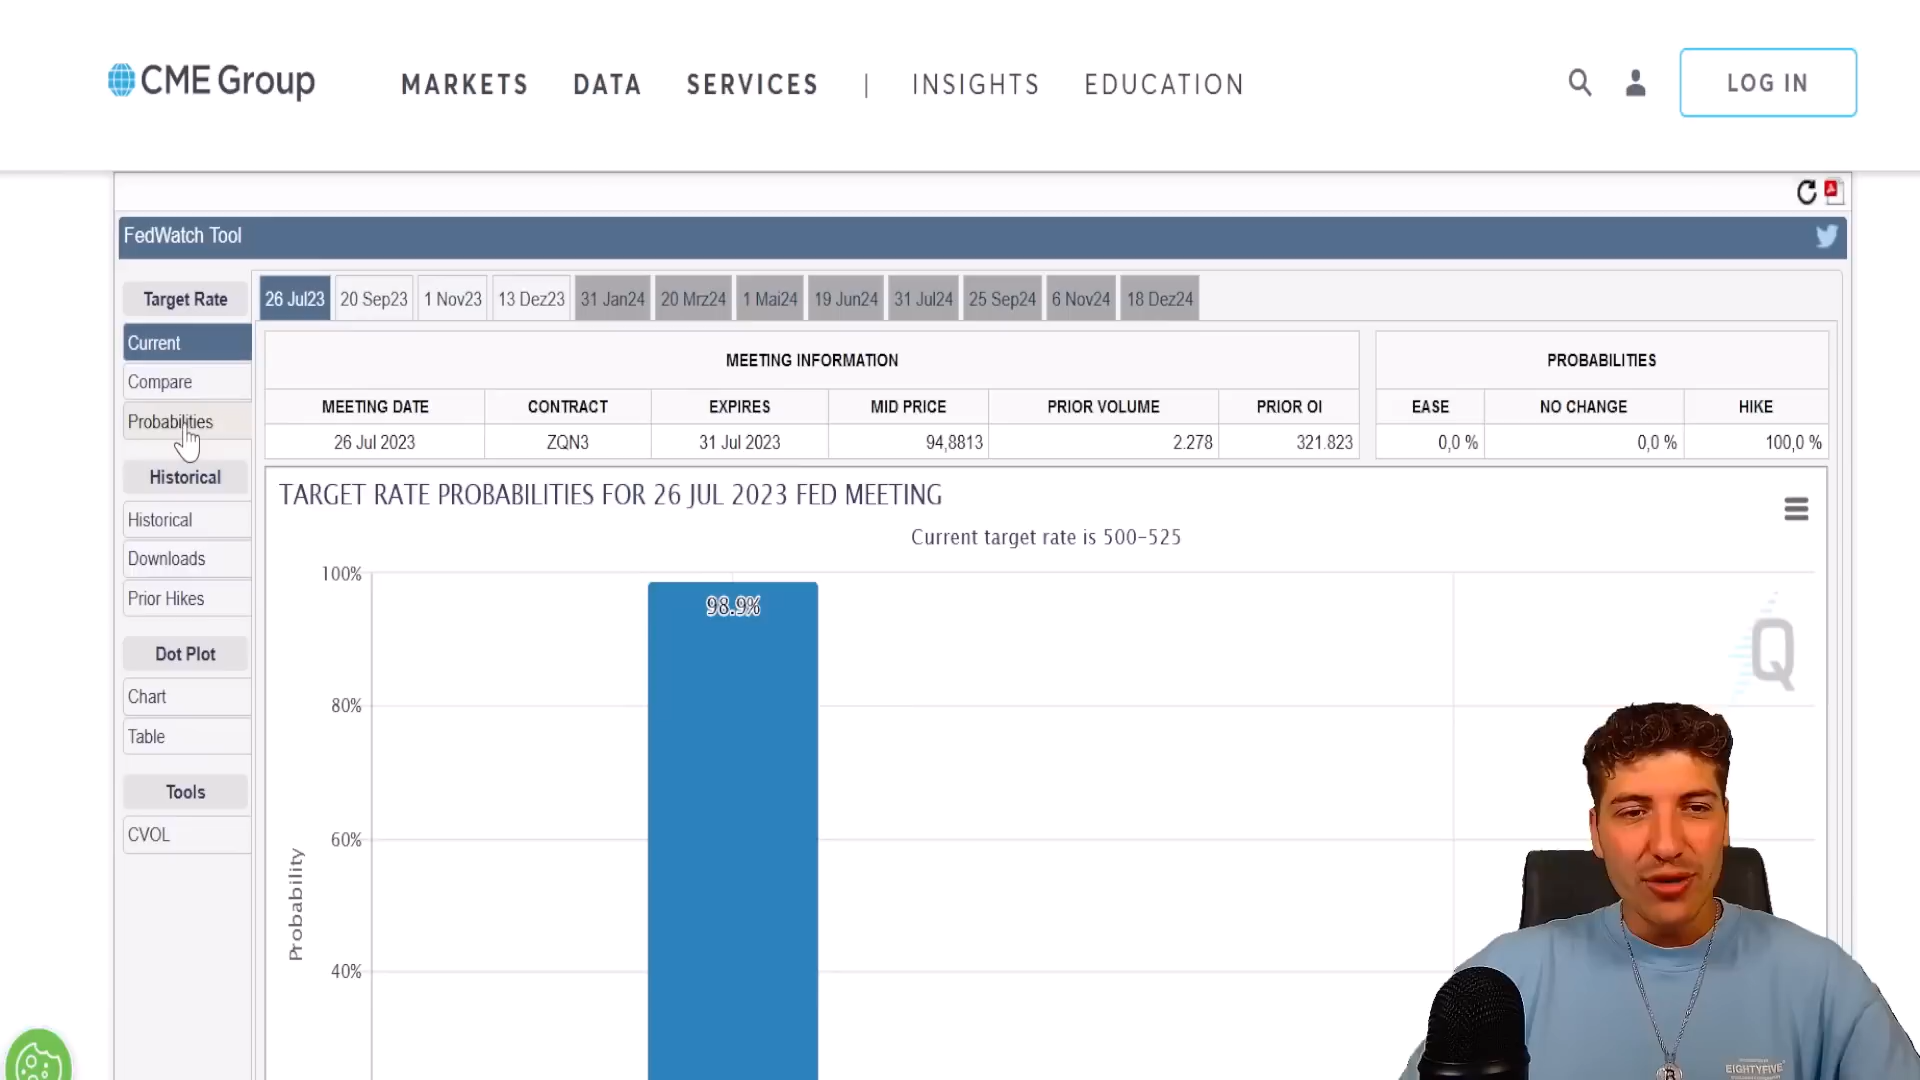 CME Group
MARKETS DATA SERVICES | INSIGHTS EDUCATION
LOG IN
FedWatch Tool
Target Rate
Current
Compare
Probabilities
Historical
Historical
Downloads
Prior Hikes
Dot Plot
Chart
Table
Tools
CVOL
26 Jul23 20 Sep23 1 Nov23 13 Dez23 31 Jan24 20 Mrz24 1 Mai24 19 Jun24 31 Jul24 25 Sep24 6 Nov24 18 Dez24
MEETING INFORMATION
MEETING DATE CONTRACT EXPIRES MID PRICE PRIOR VOLUME PRIOR OI
26 Jul 2023 ZQN3 31 Jul 2023 94,8813 2.278 321.823
PROBABILITIES
EASE NO CHANGE HIKE
0,0 % 0,0 % 100,0 %
TARGET RATE PROBABILITIES FOR 26 JUL 2023 FED MEETING
Current target rate is 500-525
100%
98.9%
80%
60%
40%
Probability
Q
EIGHTYFIVE